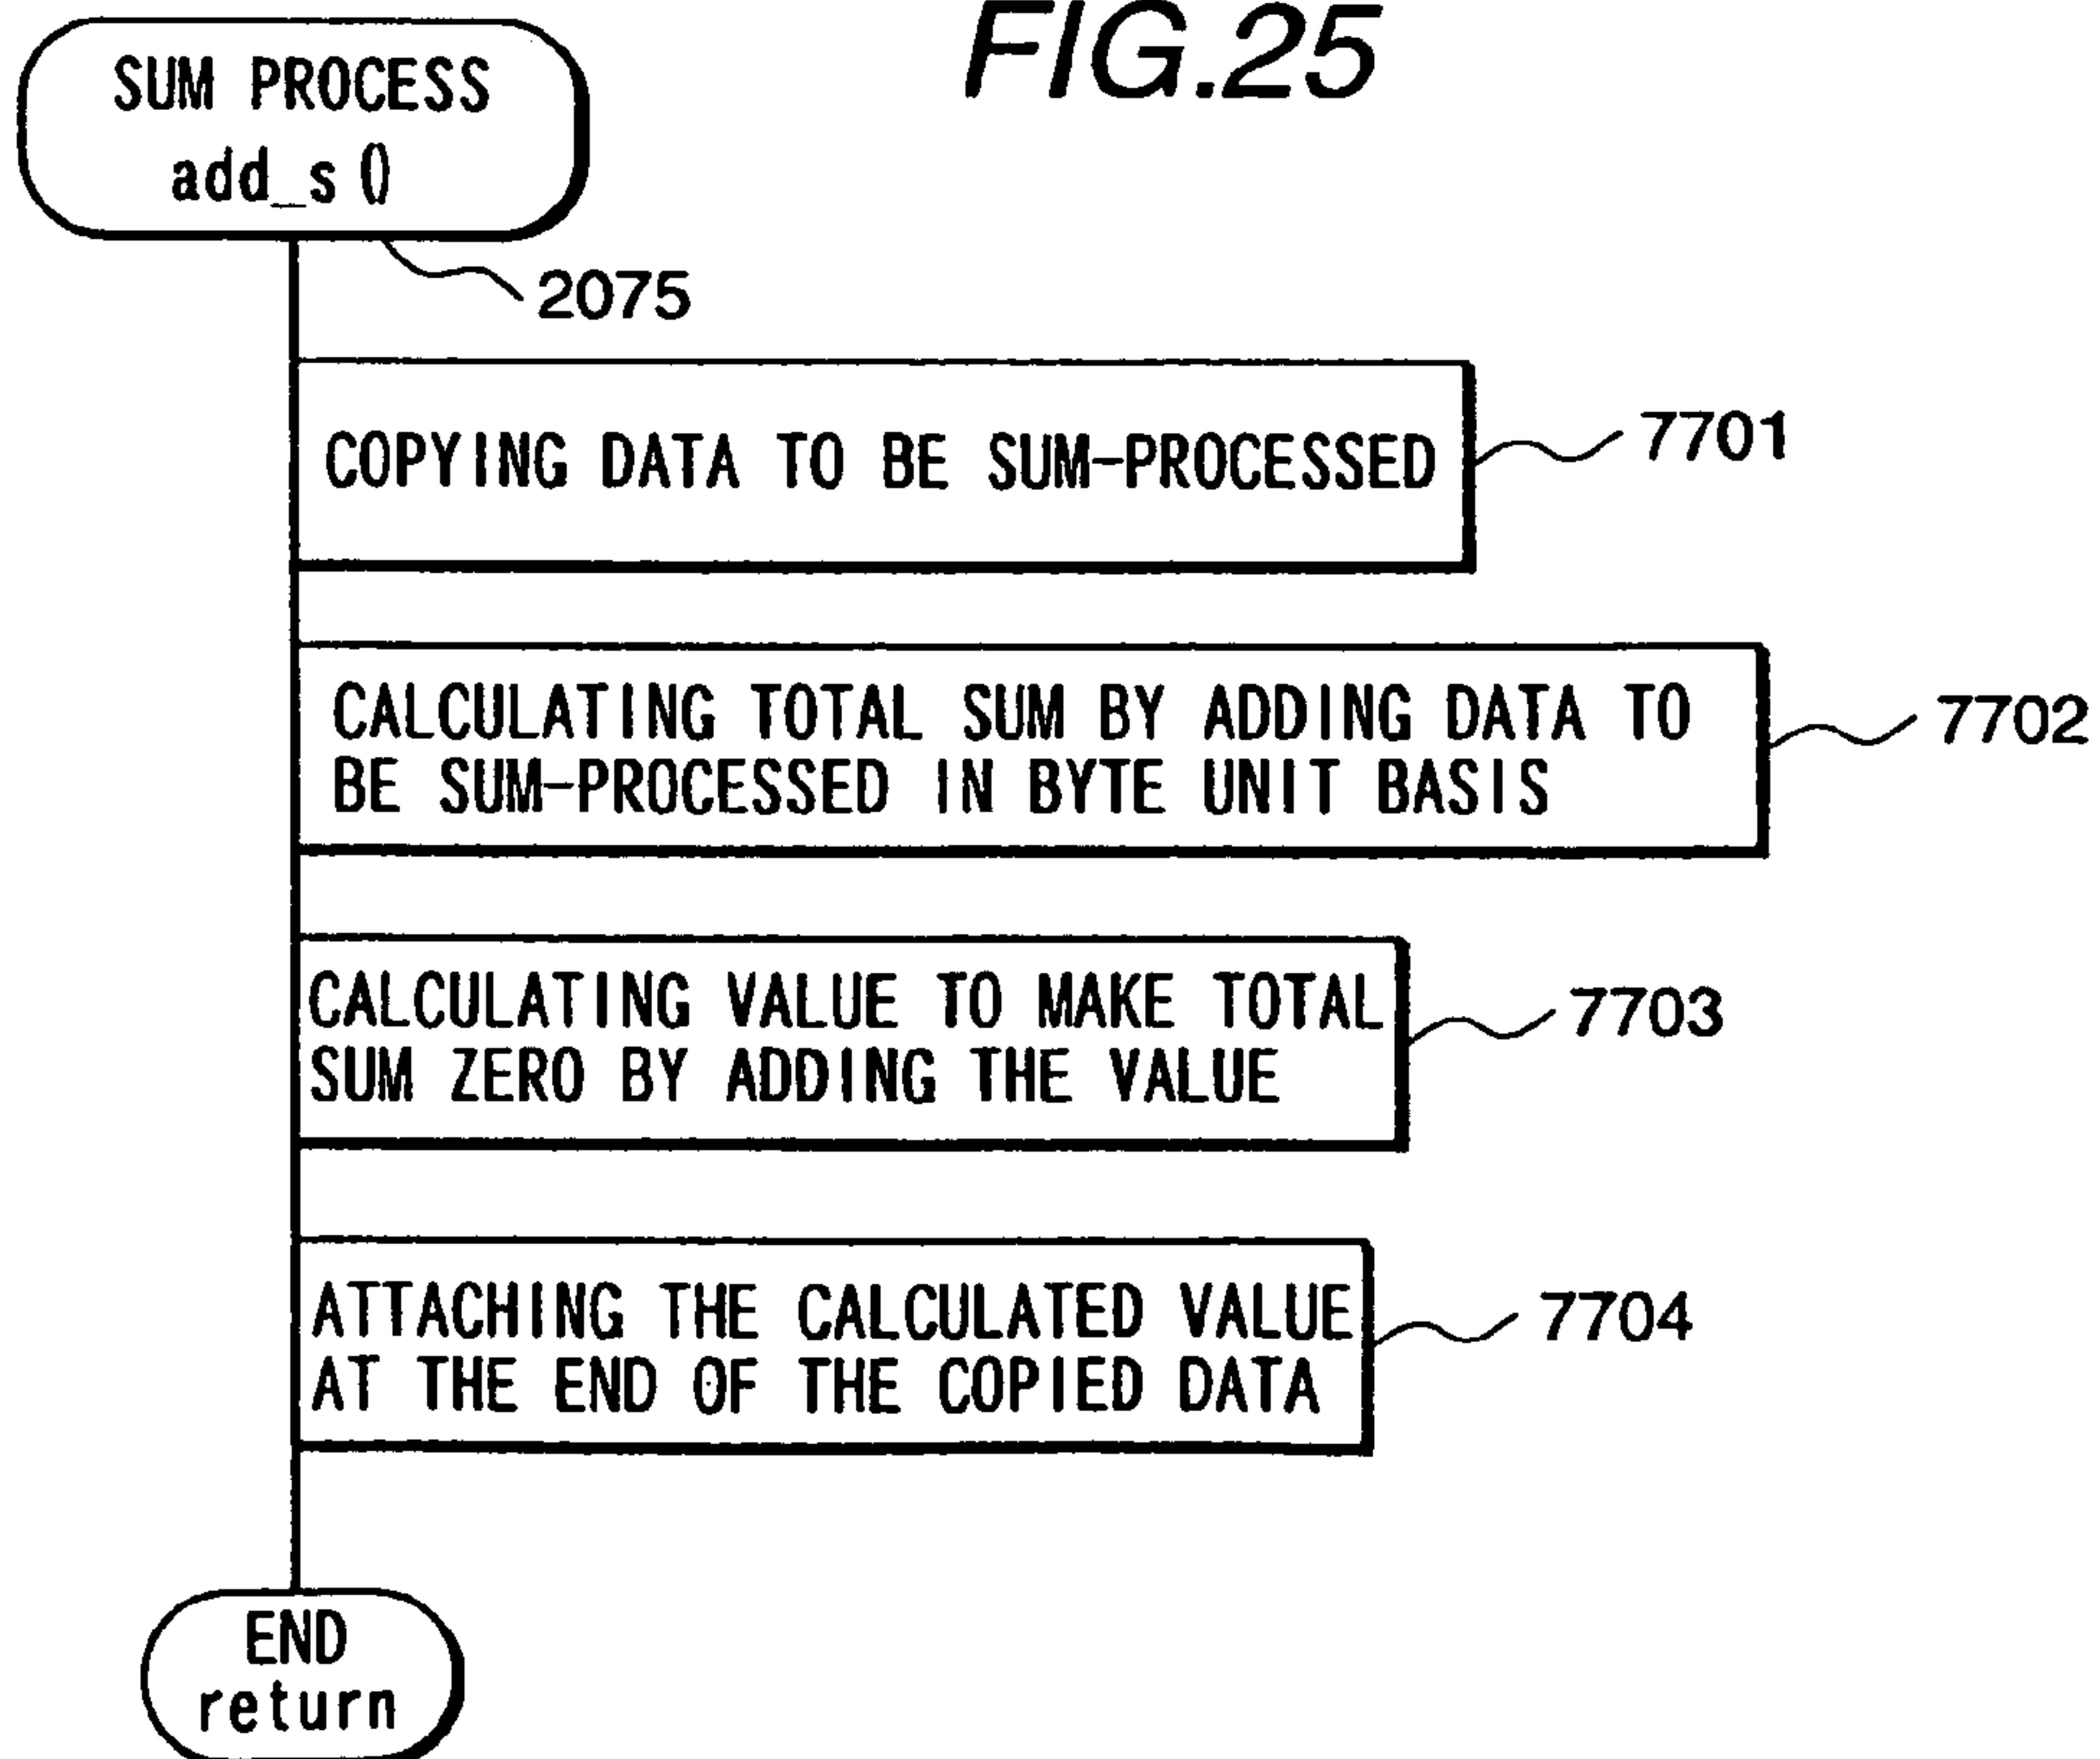 FIG.25
SUM PROCESS
add_s ()
2075
COPYING DATA TO BE SUM-PROCESSED
7701
CALCULATING TOTAL SUM BY ADDING DATA TO
BE SUM-PROCESSED IN BYTE UNIT BASIS
7702
CALCULATING VALUE TO MAKE TOTAL
SUM ZERO BY ADDING THE VALUE
7703
ATTACHING THE CALCULATED VALUE
AT THE END OF THE COPIED DATA
7704
END
return